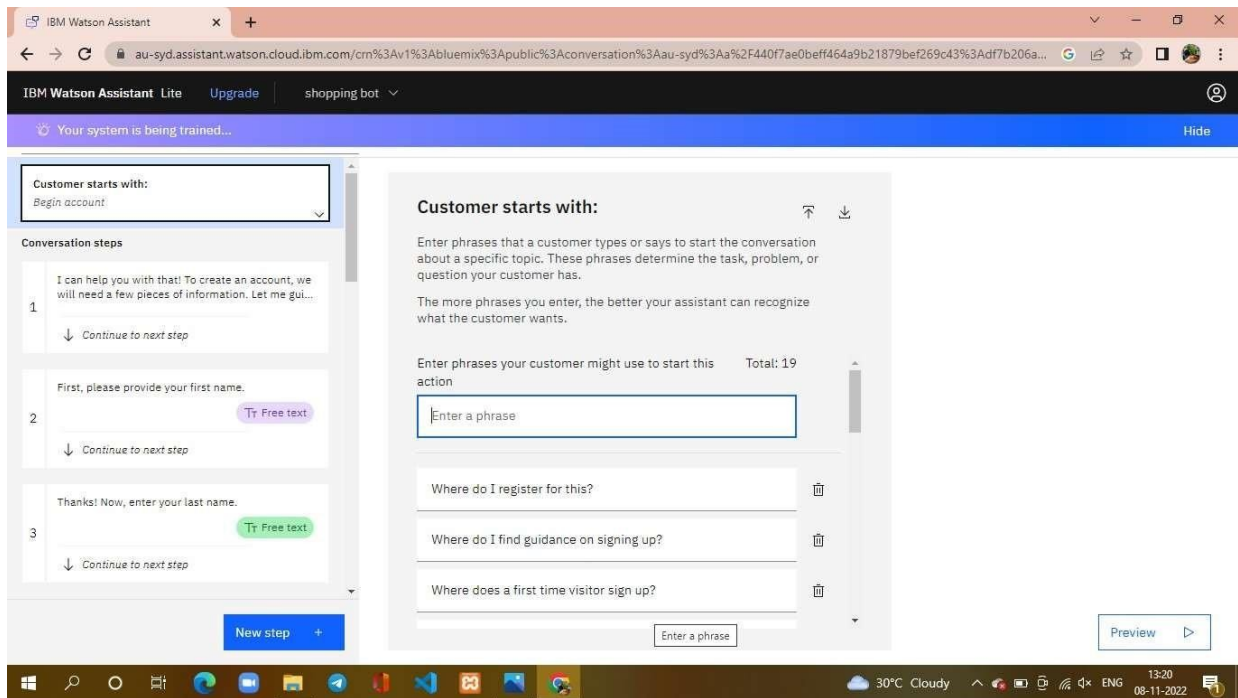 IBM Watson Assistant
au-syd.assistant.watson.cloud.ibm.com/crn%3Av1%3Abluemix%3Apublic%3Aconversation%3Aau-syd%3Aa%2F440f7ae0beff464a9b21879bef269c43%3Adf7b206a...
IBM Watson Assistant Lite Upgrade shopping bot
Your system is being trained... Hide
Customer starts with:
Begin account
Conversation steps
1
I can help you with that! To create an account, we
will need a few pieces of information. Let me gui...
Continue to next step
2
First, please provide your first name.
Free text
Continue to next step
3
Thanks! Now, enter your last name.
Free text
Continue to next step
New step +
Customer starts with:
Enter phrases that a customer types or says to start the conversation
about a specific topic. These phrases determine the task, problem, or
question your customer has.
The more phrases you enter, the better your assistant can recognize
what the customer wants.
Enter phrases your customer might use to start this
action
Total: 19
Enter a phrase
Where do I register for this?
Where do I find guidance on signing up?
Where does a first time visitor sign up?
Enter a phrase
Preview
30°C Cloudy ENG 13:20
08-11-2022